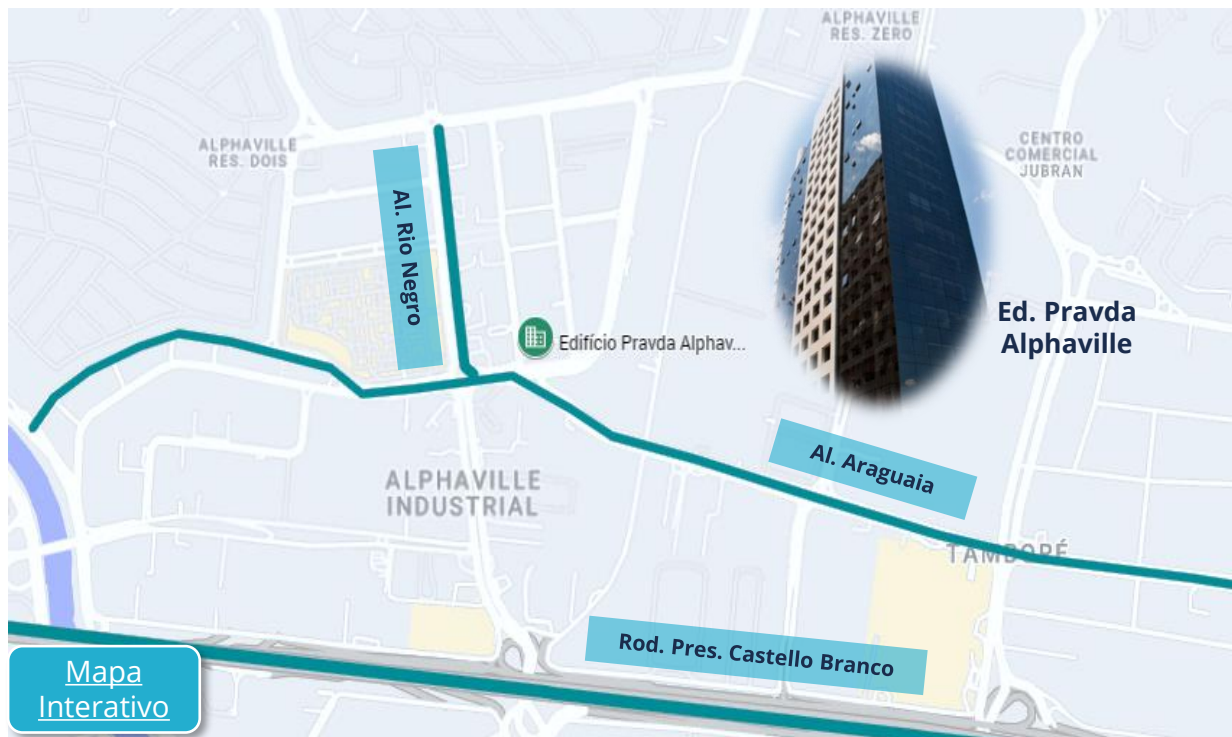 ALPHAVILLE
RES. ZERO
ALPHAVILLE
RES. DOIS
CENTRO
COMERCIAL
JUBRAN
Al. Rio Negro
Edifício Pravda Alphav...
Ed. Pravda
Alphaville
Al. Araguaia
ALPHAVILLE
INDUSTRIAL
TAMBORÉ
Rod. Pres. Castello Branco
Mapa
Interativo